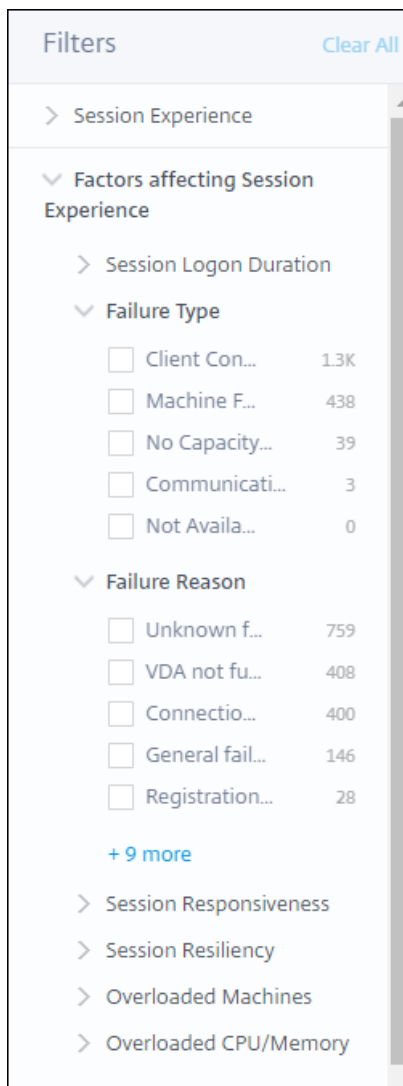 Filters
Clear All
Session Experience
Factors affecting Session
Experience
Session Logon Duration
Failure Type
Client Con... 1.3K
Machine F... 438
No Capacity... 39
Communicati... 3
Not Availa... 0
Failure Reason
Unknown f... 759
VDA not fu... 408
Connectio... 400
General fail... 146
Registration... 28
+ 9 more
Session Responsiveness
Session Resiliency
Overloaded Machines
Overloaded CPU/Memory